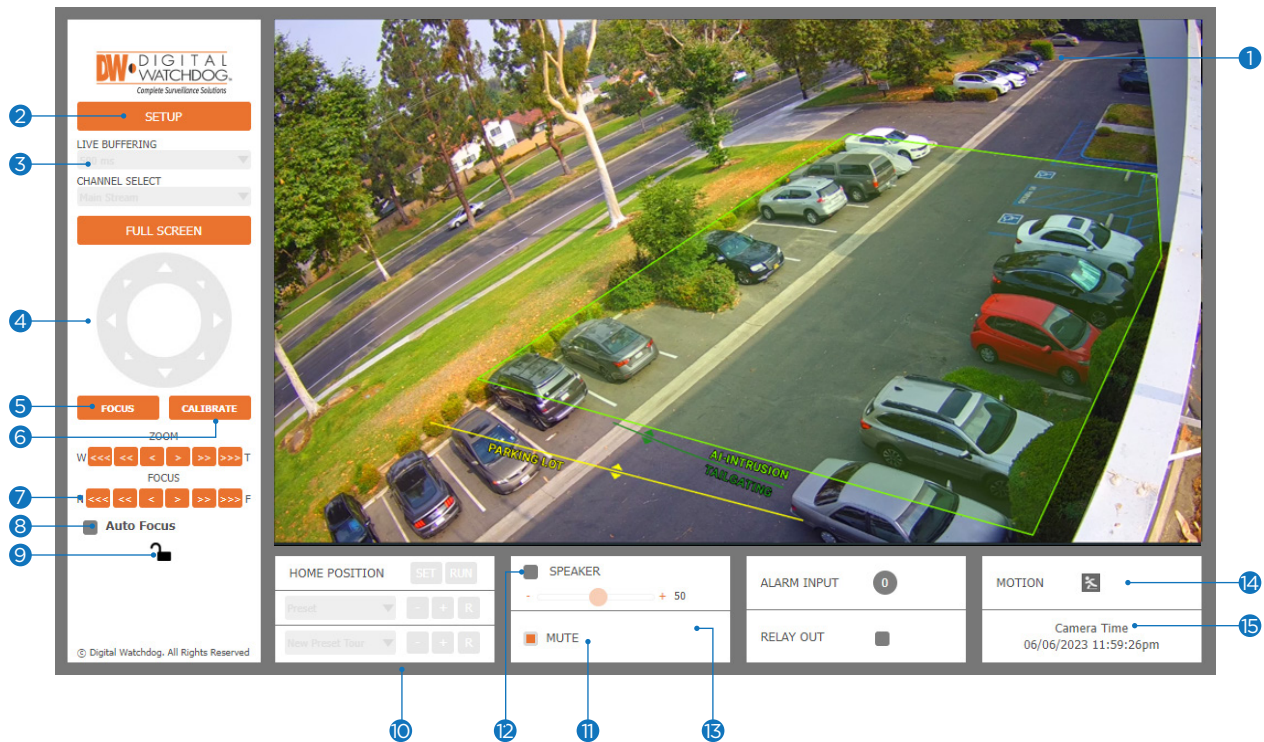 DW DIGITAL
WATCHDOG®
Complete Surveillance Solutions
SETUP
LIVE BUFFERING
ms
CHANNEL SELECT
Main Stream
FULL SCREEN
FOCUS CALIBRATE
ZOOM
W <<< << < > >> >>> T
FOCUS
N <<< << < > >> >>> F
Auto Focus
© Digital Watchdog. All Rights Reserved
PARKING LOT
AI-INTRUSION
TAILGATING
HOME POSITION SET RUN
Preset - + R
New Preset Tour - + R
SPEAKER
- + 50
MUTE
ALARM INPUT 0
RELAY OUT
MOTION
Camera Time
06/06/2023 11:59:26pm
1
2
3
4
5
6
7
8
9
10
11
12
13
14
15